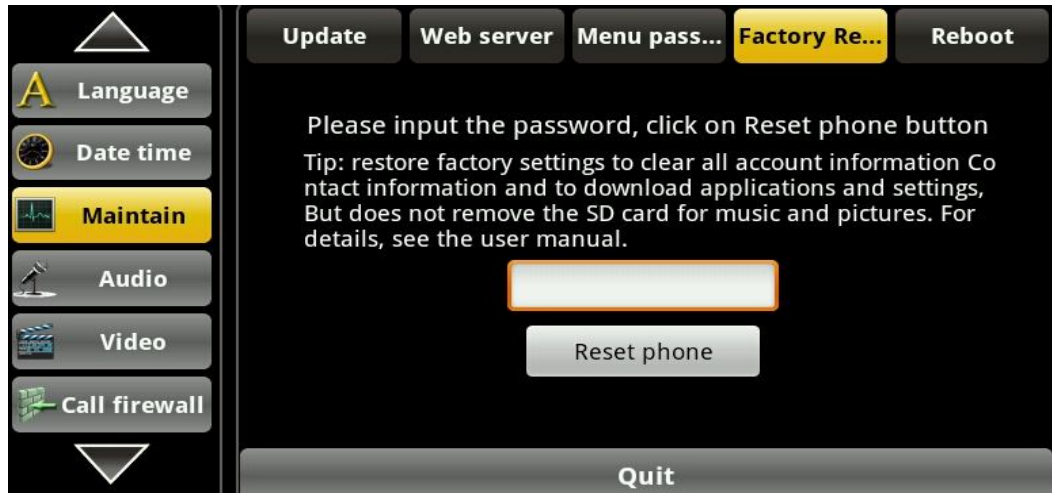 Update
Web server
Menu pass...
Factory Re...
Reboot
Language
Date time
Maintain
Audio
Video
Call firewall
Please input the password, click on Reset phone button
Tip: restore factory settings to clear all account information Co
ntact information and to download applications and settings,
But does not remove the SD card for music and pictures. For
details, see the user manual.
Reset phone
Quit